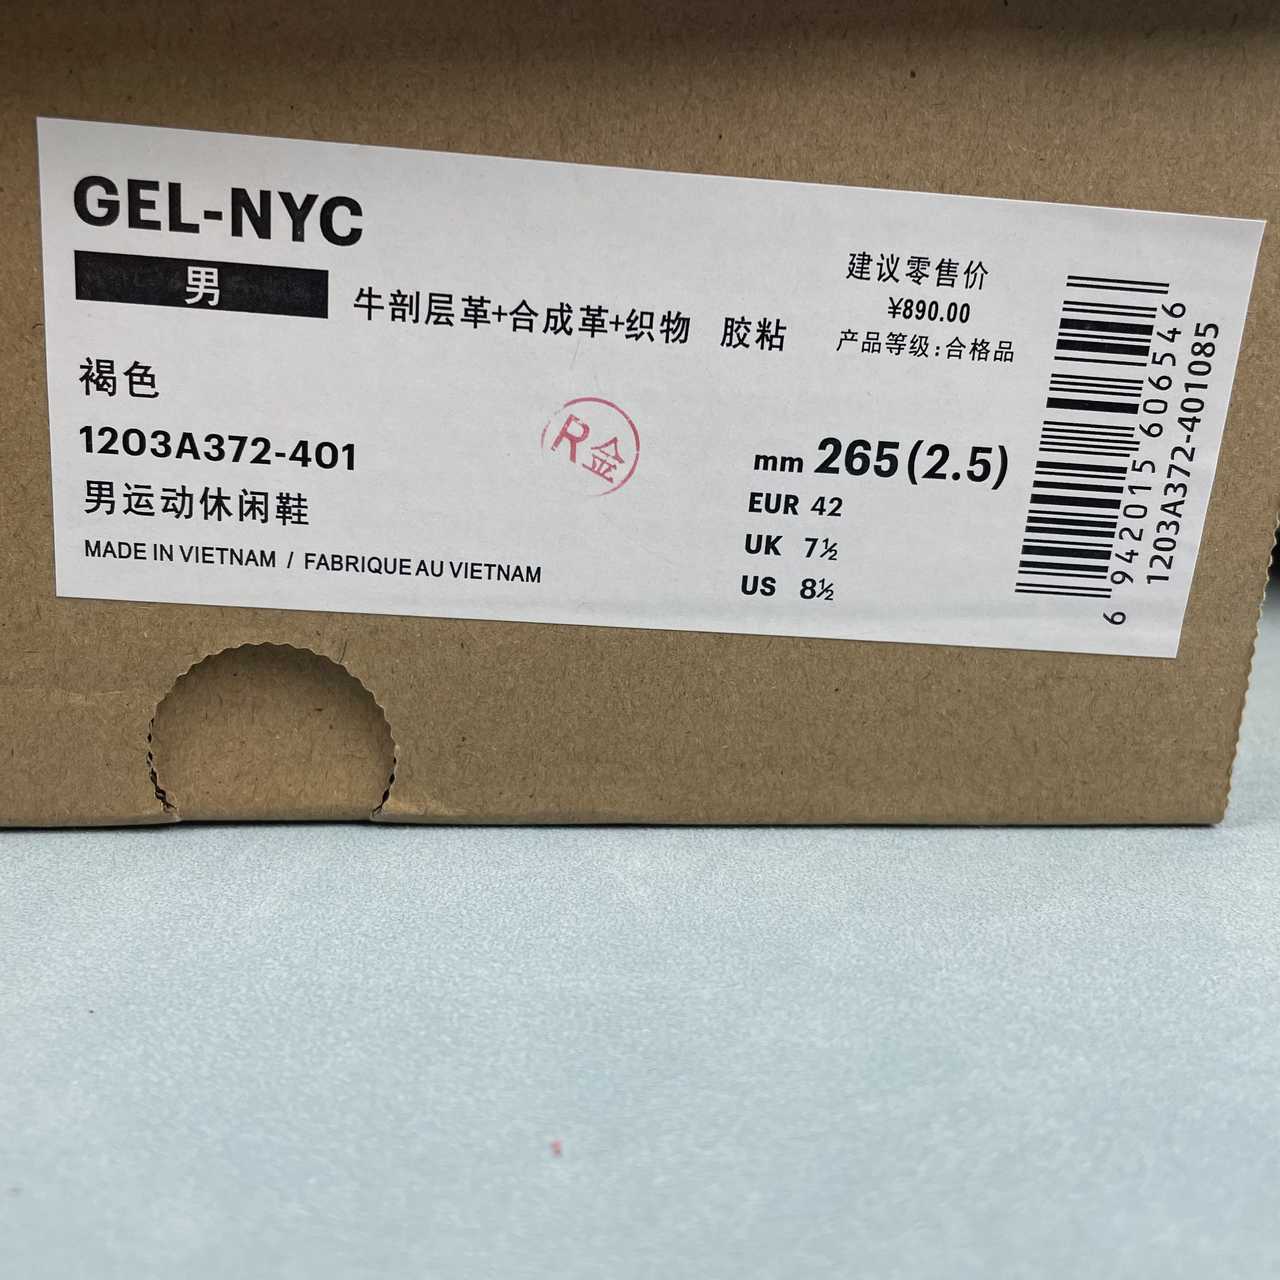 GEL-NYC
男
牛剖层革+合成革+织物 胶粘
建议零售价
¥890.00
产品等级:合格品
褐色
1203A372-401
男运动休闲鞋
MADE IN VIETNAM / FABRIQUE AU VIETNAM
R金
mm 265(2.5)
EUR 42
UK 7½
US 8½
6942015606546
1203A372-401085